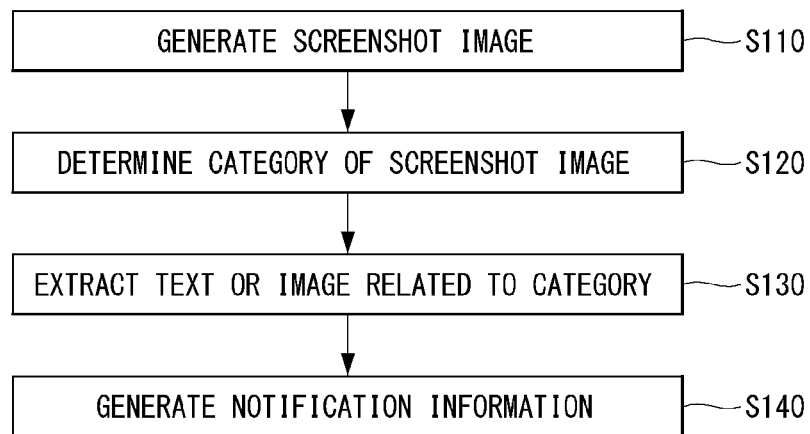 GENERATE SCREENSHOT IMAGE S110
DETERMINE CATEGORY OF SCREENSHOT IMAGE S120
EXTRACT TEXT OR IMAGE RELATED TO CATEGORY S130
GENERATE NOTIFICATION INFORMATION S140